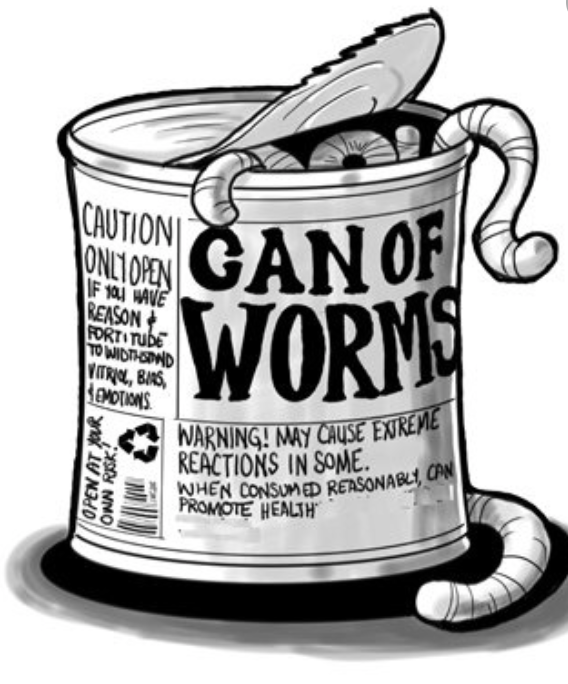 CAUTION
ONLY OPEN
IF YOU HAVE
REASON &
FORTITUDE
TO WIDTHSTAND
VITRIOL, BIAS,
& EMOTIONS.
OPEN AT YOUR
OWN RISK!
CAN OF
WORMS
WARNING! MAY CAUSE EXTREME
REACTIONS IN SOME.
WHEN CONSUMED REASONABLY, CAN
PROMOTE HEALTH